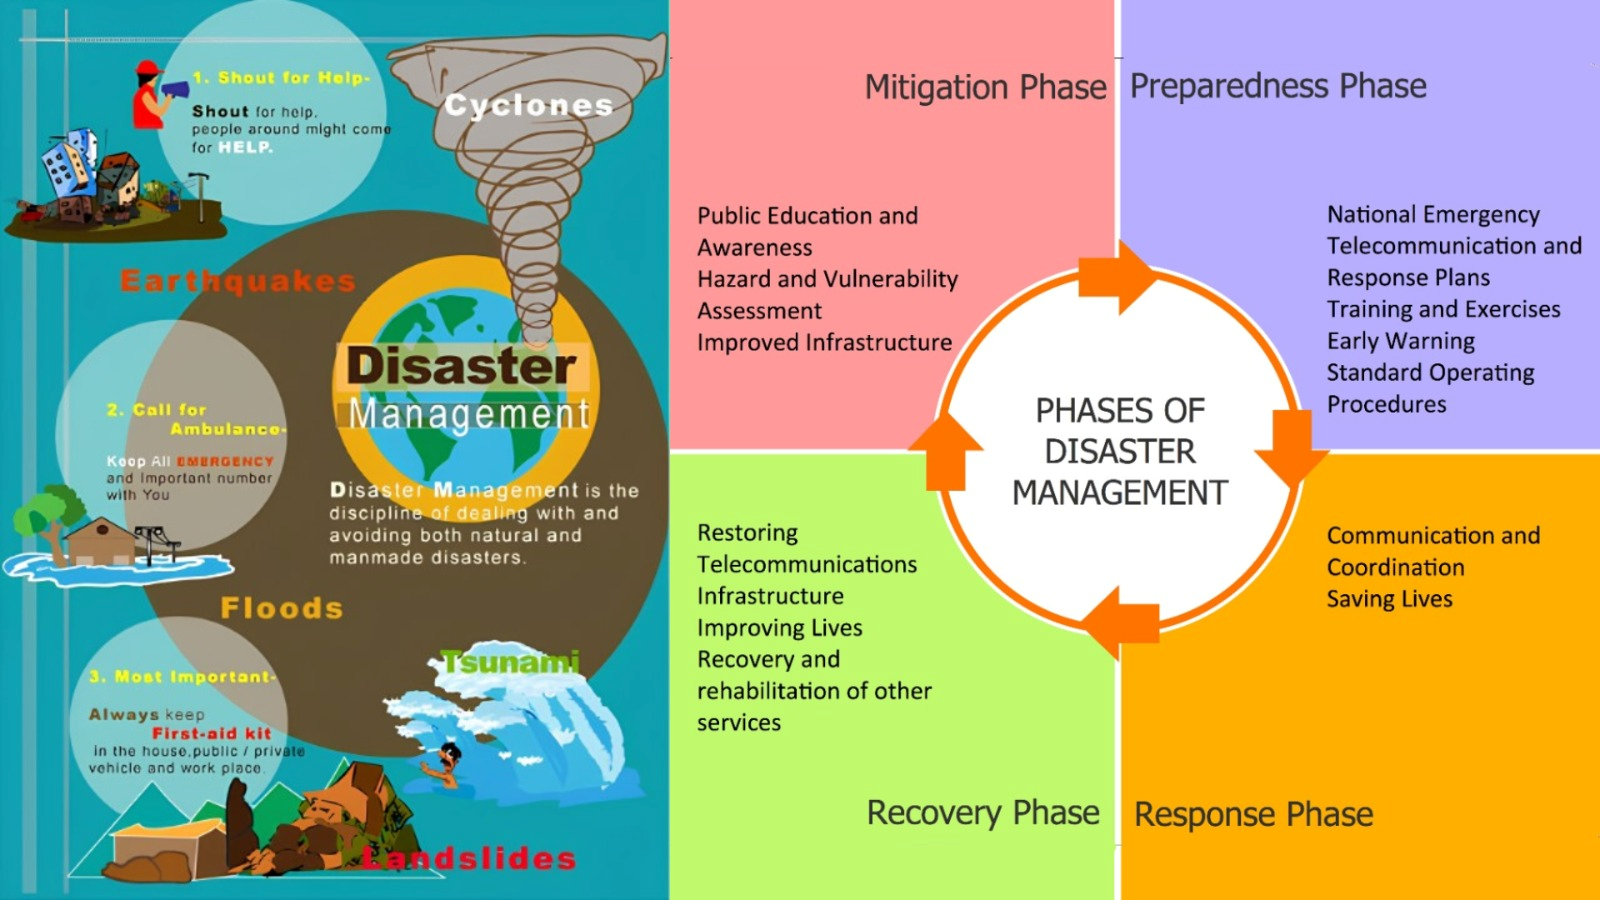 1. Shout for Help-
Shout for help.
people around might come
for HELP.
Cyclones
Earthquakes
Disaster
Management
2. Call for
Ambulance-
Keep All EMERGENCY
and important number
with You
Disaster Management is the
discipline of dealing with and
avoiding both natural and
manmade disasters.
Floods
Tsunami
3. Most Important-
Always keep
First-aid kit
in the house,public / private
vehicle and work place.
Landslides
Mitigation Phase
Public Education and
Awareness
Hazard and Vulnerability
Assessment
Improved Infrastructure
Preparedness Phase
National Emergency
Telecommunication and
Response Plans
Training and Exercises
Early Warning
Standard Operating
Procedures
PHASES OF
DISASTER
MANAGEMENT
Restoring
Telecommunications
Infrastructure
Improving Lives
Recovery and
rehabilitation of other
services
Recovery Phase
Communication and
Coordination
Saving Lives
Response Phase